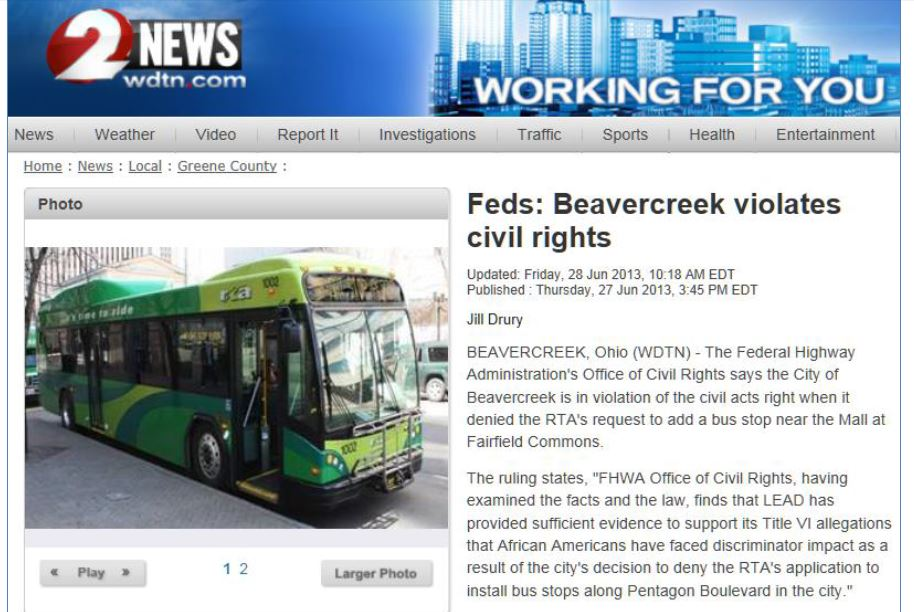 2 NEWS
wdtn.com
WORKING FOR YOU
News Weather Video Report It Investigations Traffic Sports Health Entertainment
Home : News : Local : Greene County :
Photo
it's time to ride
rta
1002
1002
« Play »
1 2
Larger Photo
Feds: Beavercreek violates
civil rights
Updated: Friday, 28 Jun 2013, 10:18 AM EDT
Published : Thursday, 27 Jun 2013, 3:45 PM EDT
Jill Drury
BEAVERCREEK, Ohio (WDTN) - The Federal Highway
Administration's Office of Civil Rights says the City of
Beavercreek is in violation of the civil acts right when it
denied the RTA's request to add a bus stop near the Mall at
Fairfield Commons.
The ruling states, "FHWA Office of Civil Rights, having
examined the facts and the law, finds that LEAD has
provided sufficient evidence to support its Title VI allegations
that African Americans have faced discriminator impact as a
result of the city's decision to deny the RTA's application to
install bus stops along Pentagon Boulevard in the city."